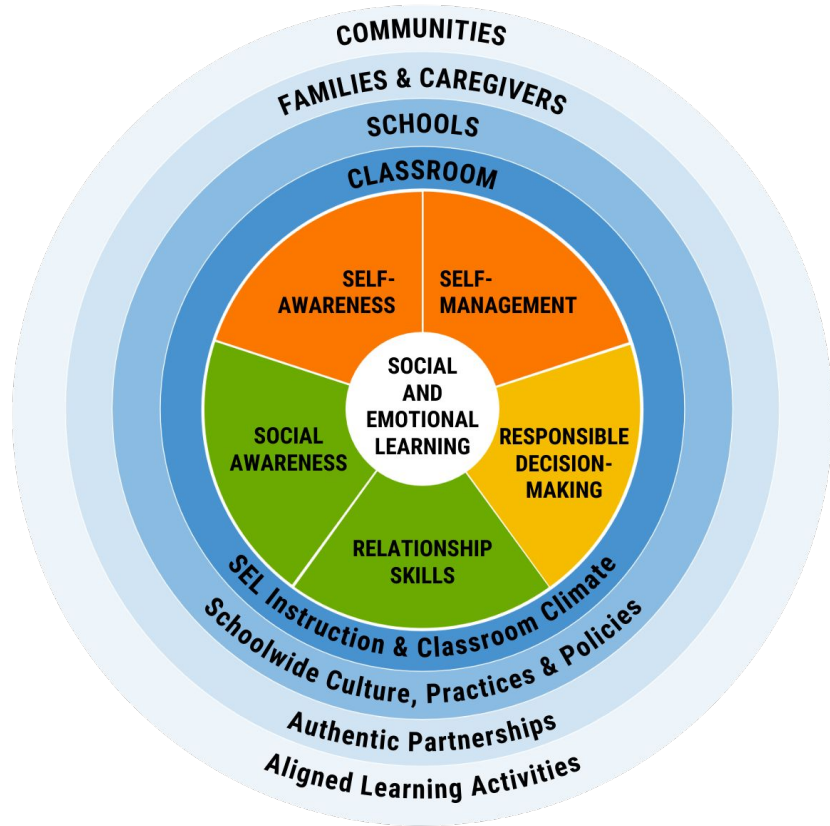 COMMUNITIES
FAMILIES & CAREGIVERS
SCHOOLS
CLASSROOM
SELF-
AWARENESS
SELF-
MANAGEMENT
SOCIAL
AND
EMOTIONAL
LEARNING
SOCIAL
AWARENESS
RESPONSIBLE
DECISION-
MAKING
RELATIONSHIP
SKILLS
SEL Instruction & Classroom Climate
Schoolwide Culture, Practices & Policies
Authentic Partnerships
Aligned Learning Activities